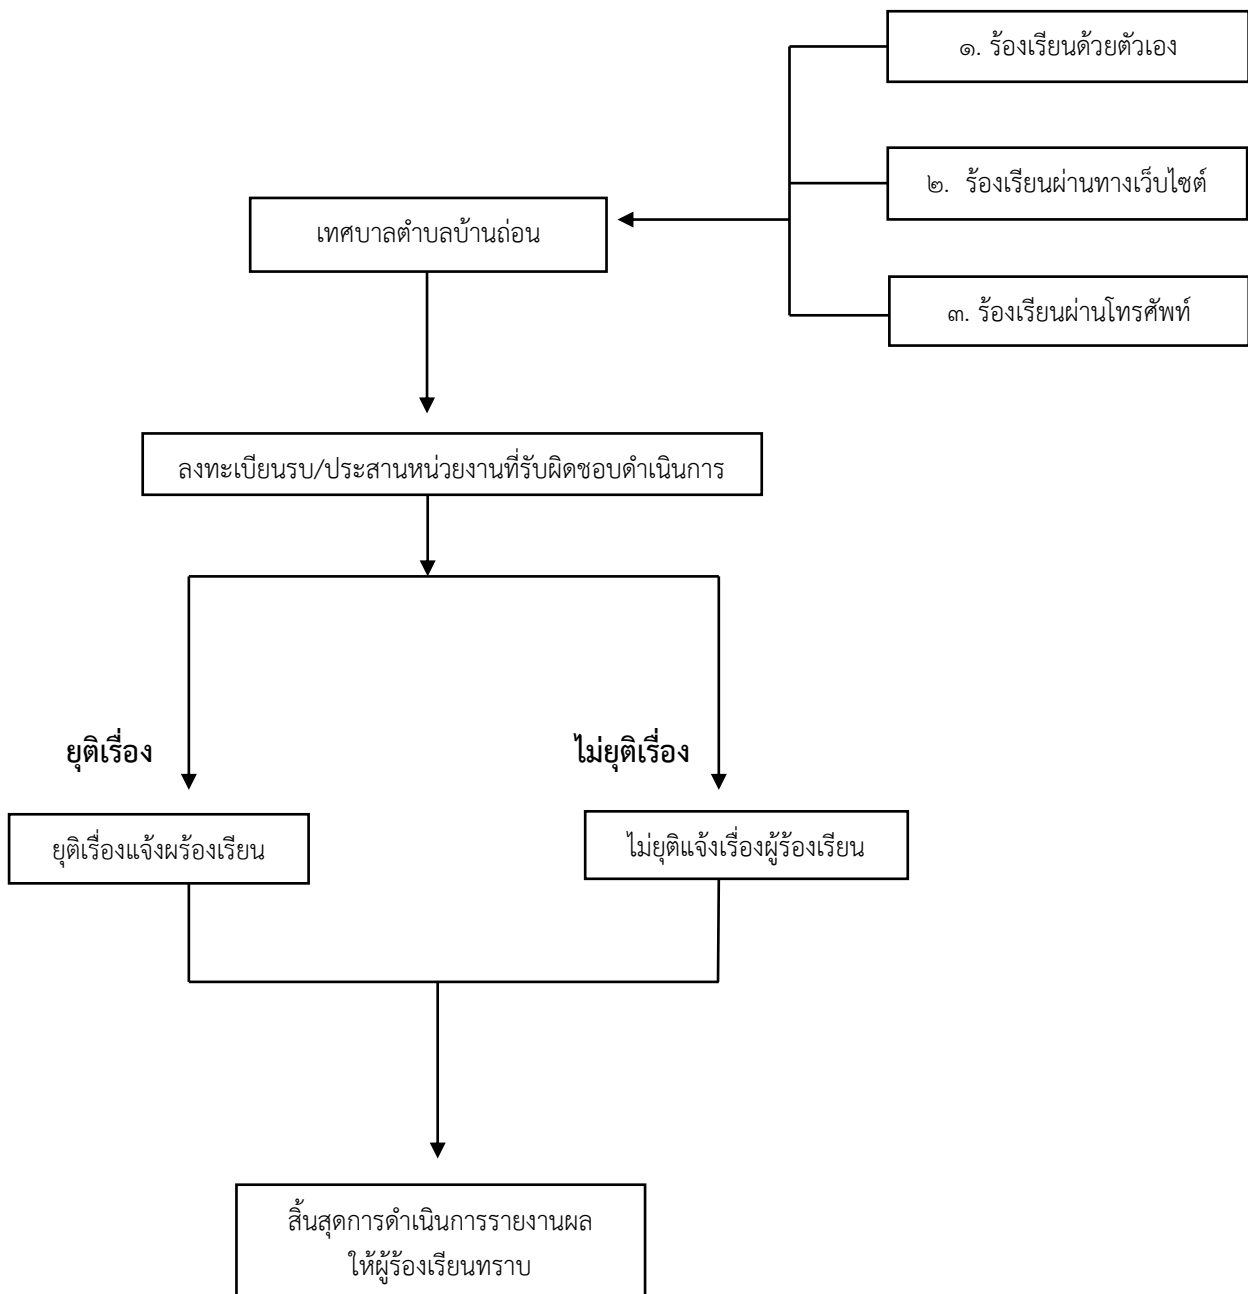 ๑. ร้องเรียนด้วยตัวเอง
๒. ร้องเรียนผ่านทางเว็บไซต์
เทศบาลตำบลบ้านถ่อน
๓. ร้องเรียนผ่านโทรศัพท์
ลงทะเบียนรบ/ประสานหน่วยงานที่รับผิดชอบดำเนินการ
ยุติเรื่อง
ไม่ยุติเรื่อง
ยุติเรื่องแจ้งผร้องเรียน
ไม่ยุติแจ้งเรื่องผู้ร้องเรียน
สิ้นสุดการดำเนินการรายงานผล
ให้ผู้ร้องเรียนทราบ